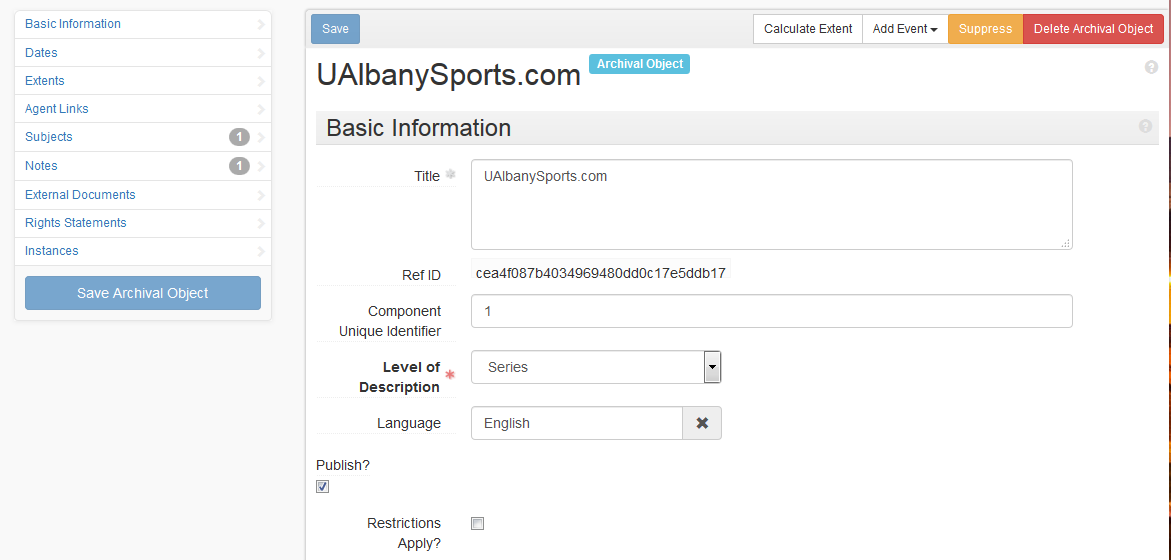 Basic Information
Dates
Extents
Agent Links
Subjects 1
Notes 1
External Documents
Rights Statements
Instances
Save Archival Object
Save
Calculate Extent
Add Event
Suppress
Delete Archival Object
UAlbanySports.com Archival Object
?
Basic Information ?
Title UAlbanySports.com
Ref ID cea4f087b4034969480dd0c17e5ddb17
Component
Unique Identifier
1
Level of
Description
Series
Language English
Publish?
Restrictions
Apply?